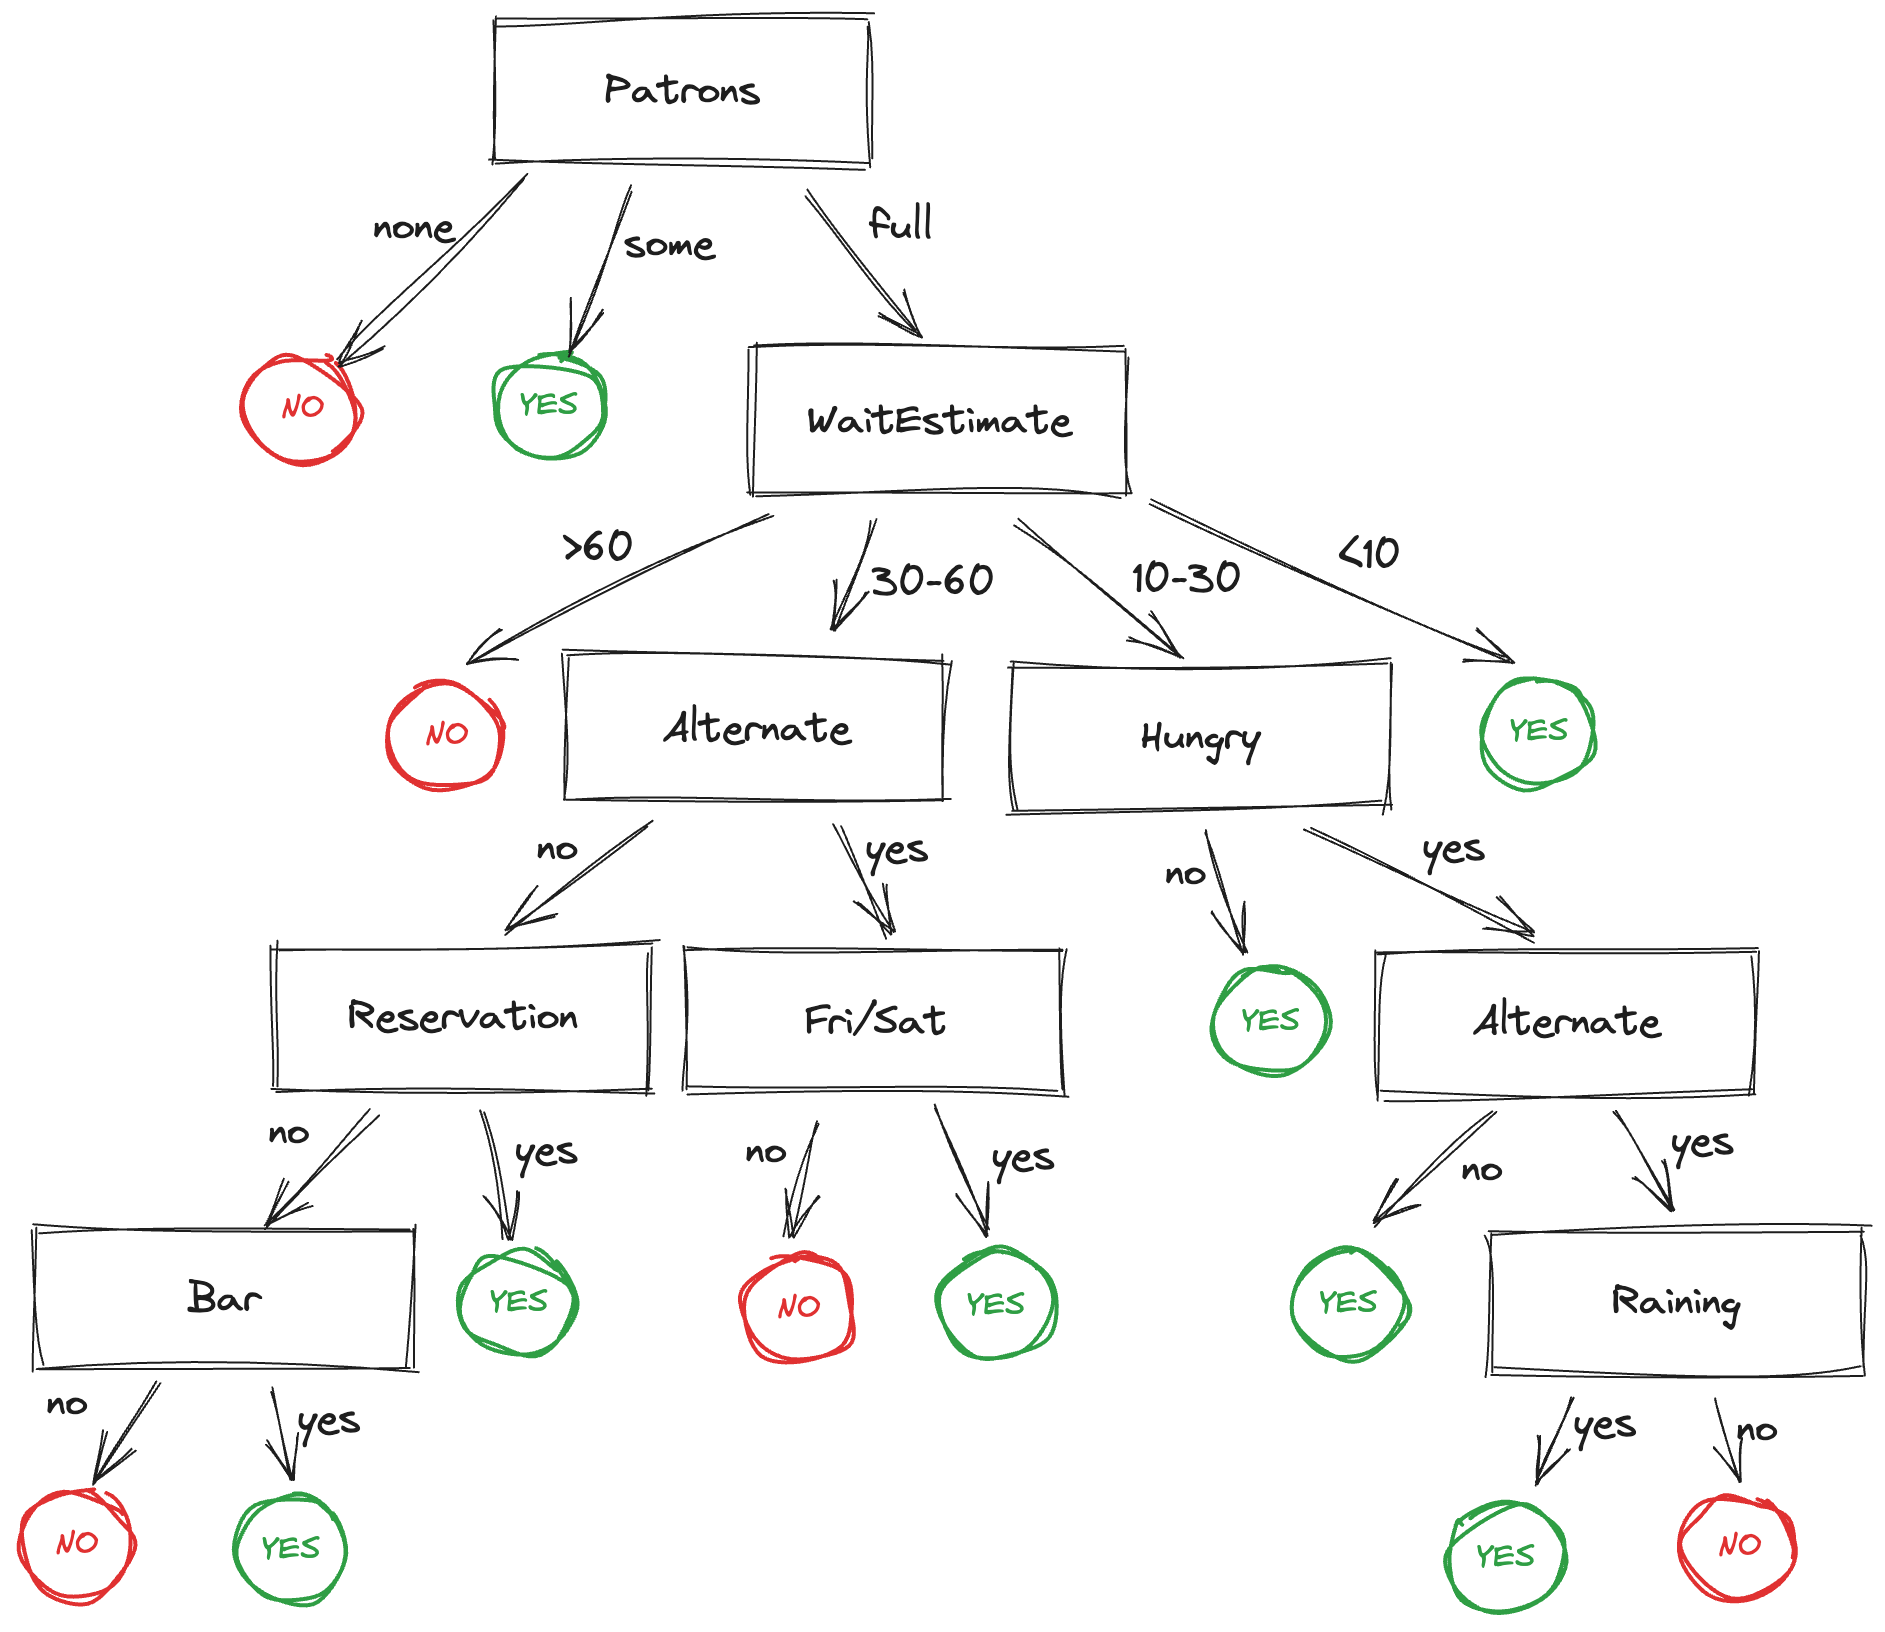 Patrons
none
some
full
NO
YES
WaitEstimate
>60
30-60
10-30
<10
NO
Alternate
Hungry
YES
no
yes
no
yes
Reservation
Fri/Sat
YES
Alternate
no
yes
no
yes
no
yes
Bar
YES
NO
YES
YES
Raining
no
yes
yes
no
NO
YES
YES
NO